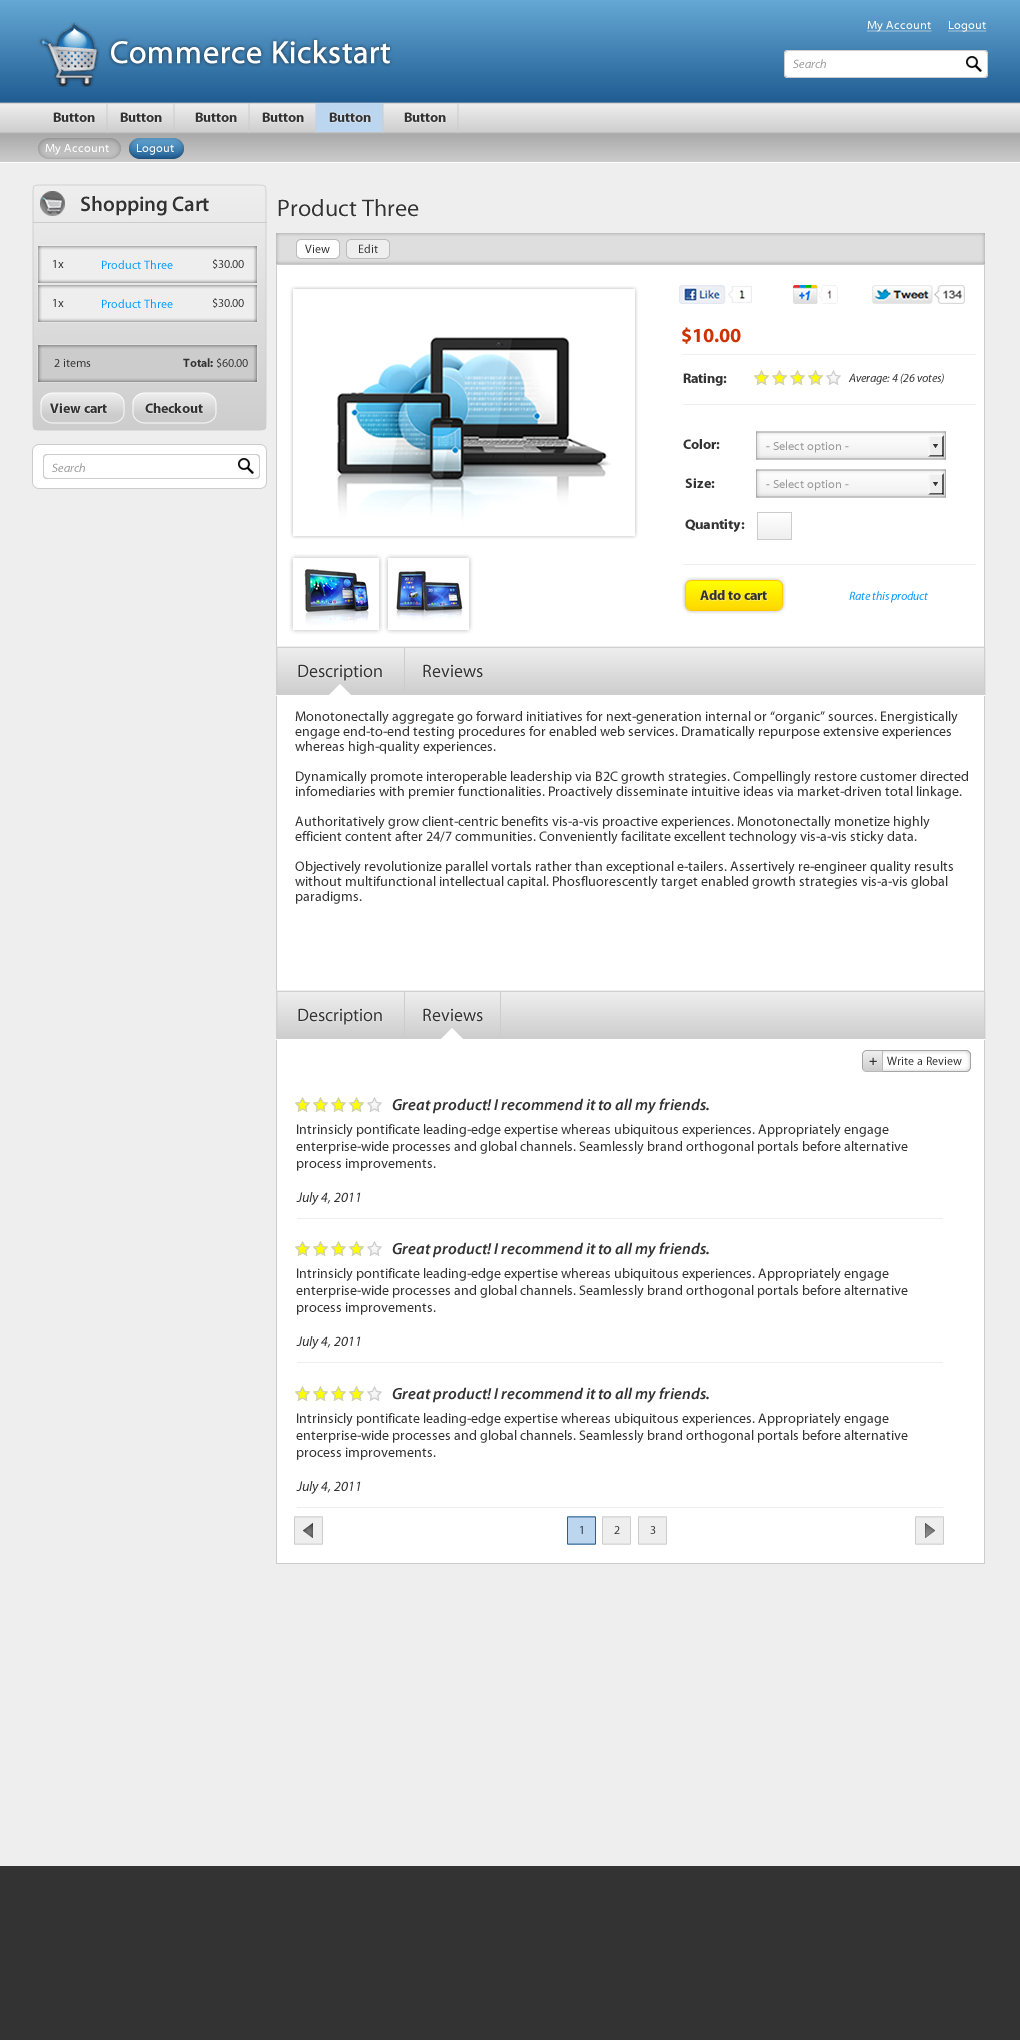 My Account Logout
Commerce Kickstart
Search
Button Button Button Button Button Button
My Account Logout
Shopping Cart
1x Product Three $30.00
1x Product Three $30.00
2 items Total: $60.00
View cart Checkout
Search
Product Three
View Edit
Like 1 +1 1 Tweet 134
$10.00
Rating: Average: 4 (26 votes)
Color: - Select option -
Size: - Select option -
Quantity:
Add to cart Rate this product
Description Reviews
Monotonectally aggregate go forward initiatives for next-generation internal or “organic” sources. Energistically
engage end-to-end testing procedures for enabled web services. Dramatically repurpose extensive experiences
whereas high-quality experiences.
Dynamically promote interoperable leadership via B2C growth strategies. Compellingly restore customer directed
infomediaries with premier functionalities. Proactively disseminate intuitive ideas via market-driven total linkage.
Authoritatively grow client-centric benefits vis-a-vis proactive experiences. Monotonectally monetize highly
efficient content after 24/7 communities. Conveniently facilitate excellent technology vis-a-vis sticky data.
Objectively revolutionize parallel vortals rather than exceptional e-tailers. Assertively re-engineer quality results
without multifunctional intellectual capital. Phosfluorescently target enabled growth strategies vis-a-vis global
paradigms.
Description Reviews
+ Write a Review
Great product! I recommend it to all my friends.
Intrinsicly pontificate leading-edge expertise whereas ubiquitous experiences. Appropriately engage
enterprise-wide processes and global channels. Seamlessly brand orthogonal portals before alternative
process improvements.
July 4, 2011
Great product! I recommend it to all my friends.
Intrinsicly pontificate leading-edge expertise whereas ubiquitous experiences. Appropriately engage
enterprise-wide processes and global channels. Seamlessly brand orthogonal portals before alternative
process improvements.
July 4, 2011
Great product! I recommend it to all my friends.
Intrinsicly pontificate leading-edge expertise whereas ubiquitous experiences. Appropriately engage
enterprise-wide processes and global channels. Seamlessly brand orthogonal portals before alternative
process improvements.
July 4, 2011
1 2 3